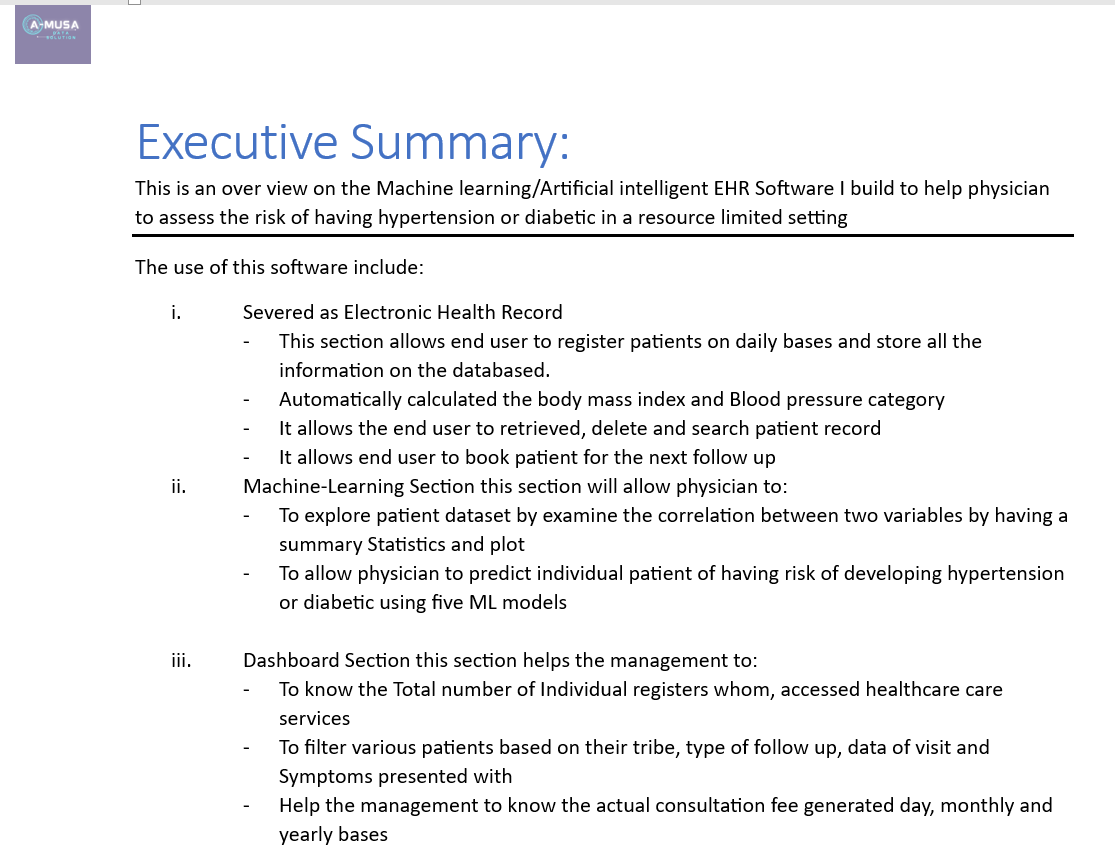 A-MUSA
DATA
SOLUTION
Executive Summary:
This is an over view on the Machine learning/Artificial intelligent EHR Software I build to help physician
to assess the risk of having hypertension or diabetic in a resource limited setting
The use of this software include:
i. Severed as Electronic Health Record
- This section allows end user to register patients on daily bases and store all the
information on the databased.
- Automatically calculated the body mass index and Blood pressure category
- It allows the end user to retrieved, delete and search patient record
- It allows end user to book patient for the next follow up
ii. Machine-Learning Section this section will allow physician to:
- To explore patient dataset by examine the correlation between two variables by having a
summary Statistics and plot
- To allow physician to predict individual patient of having risk of developing hypertension
or diabetic using five ML models
iii. Dashboard Section this section helps the management to:
- To know the Total number of Individual registers whom, accessed healthcare care
services
- To filter various patients based on their tribe, type of follow up, data of visit and
Symptoms presented with
- Help the management to know the actual consultation fee generated day, monthly and
yearly bases